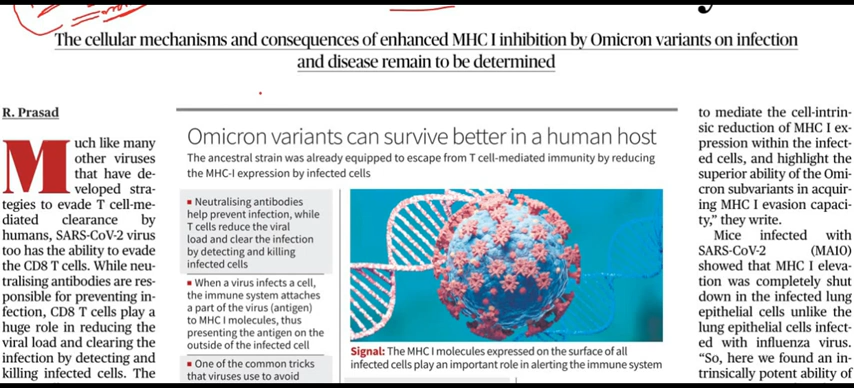 The cellular mechanisms and consequences of enhanced MHC I inhibition by Omicron variants on infection
and disease remain to be determined
R. Prasad
Much like many
other viruses
that have de-
veloped stra-
tegies to evade T cell-me-
diated clearance by
humans, SARS-CoV-2 virus
too has the ability to evade
the CD8 T cells. While neu-
tralising antibodies are res-
ponsible for preventing in-
fection, CD8 T cells play a
huge role in reducing the
viral load and clearing the
infection by detecting and
killing infected cells. The
Omicron variants can survive better in a human host
The ancestral strain was already equipped to escape from T cell-mediated immunity by reducing
the MHC-I expression by infected cells
▪ Neutralising antibodies
help prevent infection, while
T cells reduce the viral
load and clear the infection
by detecting and killing
infected cells
▪ When a virus infects a cell,
the immune system attaches
a part of the virus (antigen)
to MHC I molecules, thus
presenting the antigen on the
outside of the infected cell
▪ One of the common tricks
that viruses use to avoid
Signal: The MHC I molecules expressed on the surface of all
infected cells play an important role in alerting the immune system
to mediate the cell-intrin-
sic reduction of MHC I ex-
pression within the infect-
ed cells, and highlight the
superior ability of the Omi-
cron subvariants in acquir-
ing MHC I evasion capaci-
ty,” they write.
Mice infected with
SARS-CoV-2 (MA10)
showed that MHC I eleva-
tion was completely shut
down in the infected lung
epithelial cells unlike the
lung epithelial cells infect-
ed with influenza virus.
“So, here we found an in-
trinsically potent ability of